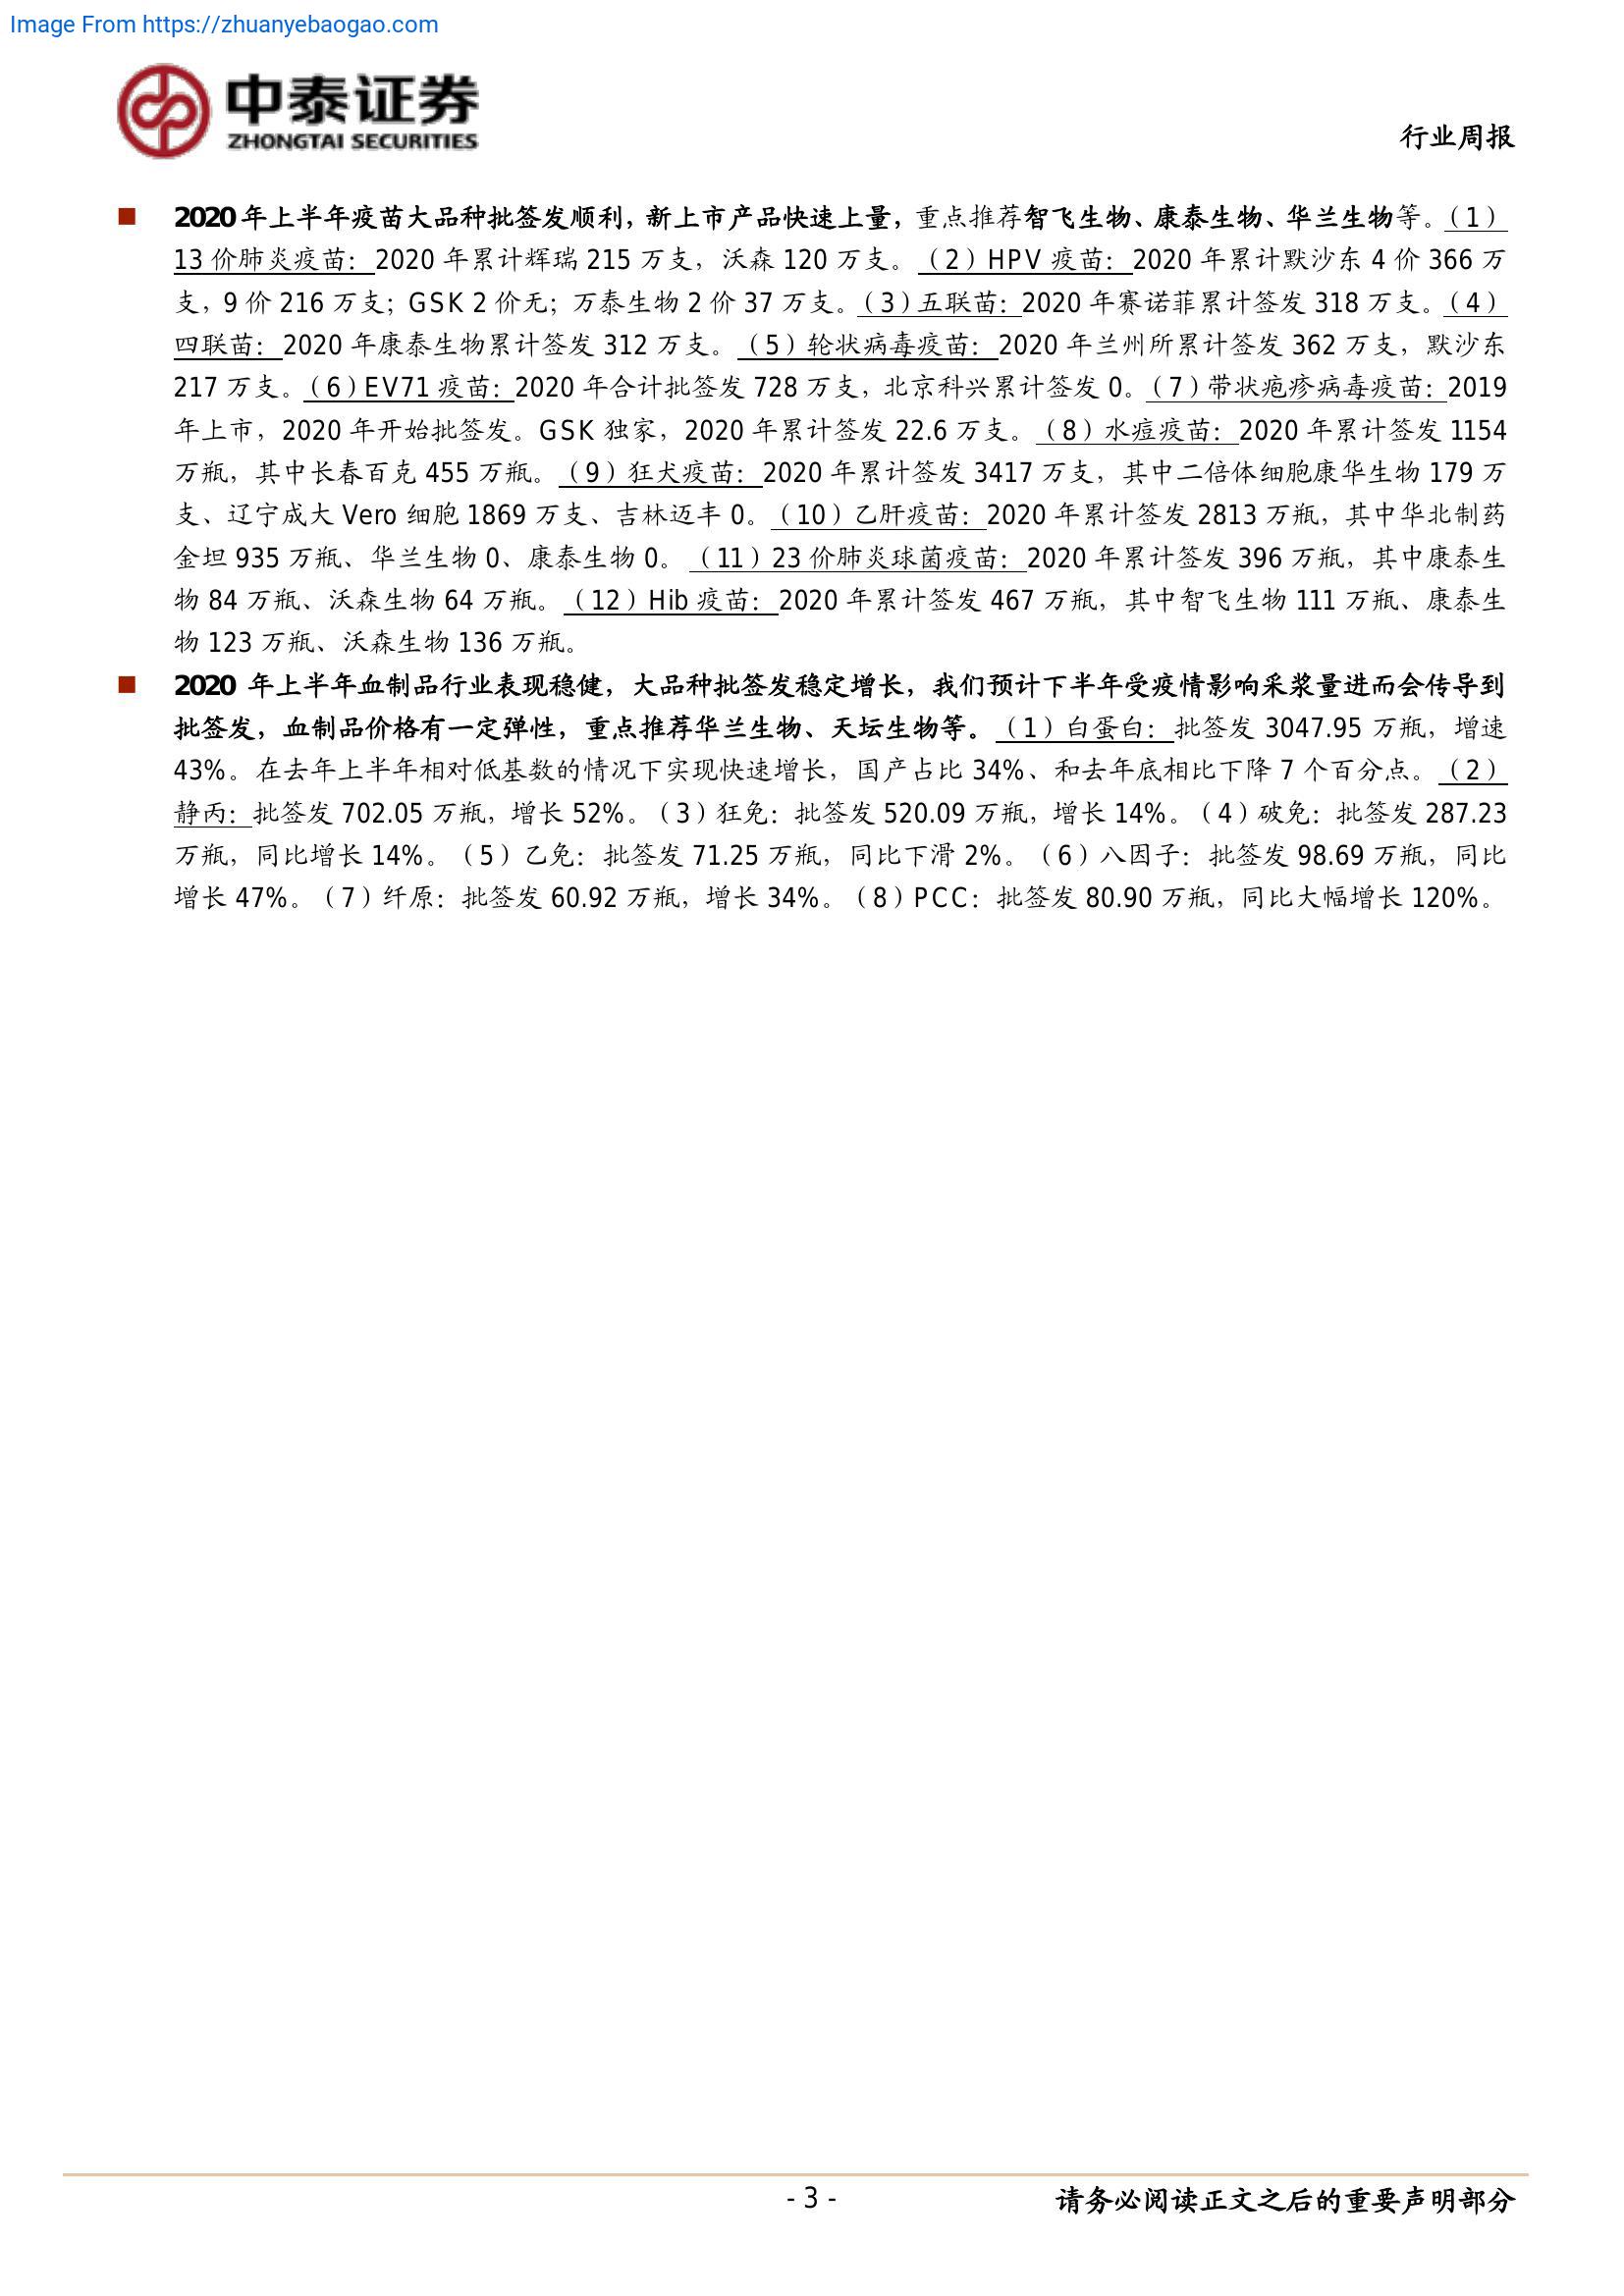 Image From https://zhuanyebaogao.com
中泰证券
ZHONGTAI SECURITIES
行业周报
■ 2020 年上半年疫苗大品种批签发顺利，新上市产品快速上量，重点推荐智飞生物、康泰生物、华兰生物等。（1）
13 价肺炎疫苗：2020 年累计辉瑞 215 万支，沃森 120 万支。（2）HPV 疫苗：2020 年累计默沙东 4 价 366 万
支，9 价 216 万支；GSK 2 价无；万泰生物 2 价 37 万支。（3）五联苗：2020 年赛诺菲累计签发 318 万支。（4）
四联苗：2020 年康泰生物累计签发 312 万支。（5）轮状病毒疫苗：2020 年兰州所累计签发 362 万支，默沙东
217 万支。（6）EV71 疫苗：2020 年合计批签发 728 万支，北京科兴累计签发 0。（7）带状疱疹病毒疫苗：2019
年上市，2020 年开始批签发。GSK 独家，2020 年累计签发 22.6 万支。（8）水痘疫苗：2020 年累计签发 1154
万瓶，其中长春百克 455 万瓶。（9）狂犬疫苗：2020 年累计签发 3417 万支，其中二倍体细胞康华生物 179 万
支、辽宁成大 Vero 细胞 1869 万支、吉林迈丰 0。（10）乙肝疫苗：2020 年累计签发 2813 万瓶，其中华北制药
金坦 935 万瓶、华兰生物 0、康泰生物 0。（11）23 价肺炎球菌疫苗：2020 年累计签发 396 万瓶，其中康泰生
物 84 万瓶、沃森生物 64 万瓶。（12）Hib 疫苗：2020 年累计签发 467 万瓶，其中智飞生物 111 万瓶、康泰生
物 123 万瓶、沃森生物 136 万瓶。
■ 2020 年上半年血制品行业表现稳健，大品种批签发稳定增长，我们预计下半年受疫情影响采浆量进而会传导到
批签发，血制品价格有一定弹性，重点推荐华兰生物、天坛生物等。（1）白蛋白：批签发 3047.95 万瓶，增速
43%。在去年上半年相对低基数的情况下实现快速增长，国产占比 34%、和去年底相比下降 7 个百分点。（2）
静丙：批签发 702.05 万瓶，增长 52%。（3）狂免：批签发 520.09 万瓶，增长 14%。（4）破免：批签发 287.23
万瓶，同比增长 14%。（5）乙免：批签发 71.25 万瓶，同比下滑 2%。（6）八因子：批签发 98.69 万瓶，同比
增长 47%。（7）纤原：批签发 60.92 万瓶，增长 34%。（8）PCC：批签发 80.90 万瓶，同比大幅增长 120%。
- 3 -
请务必阅读正文之后的重要声明部分